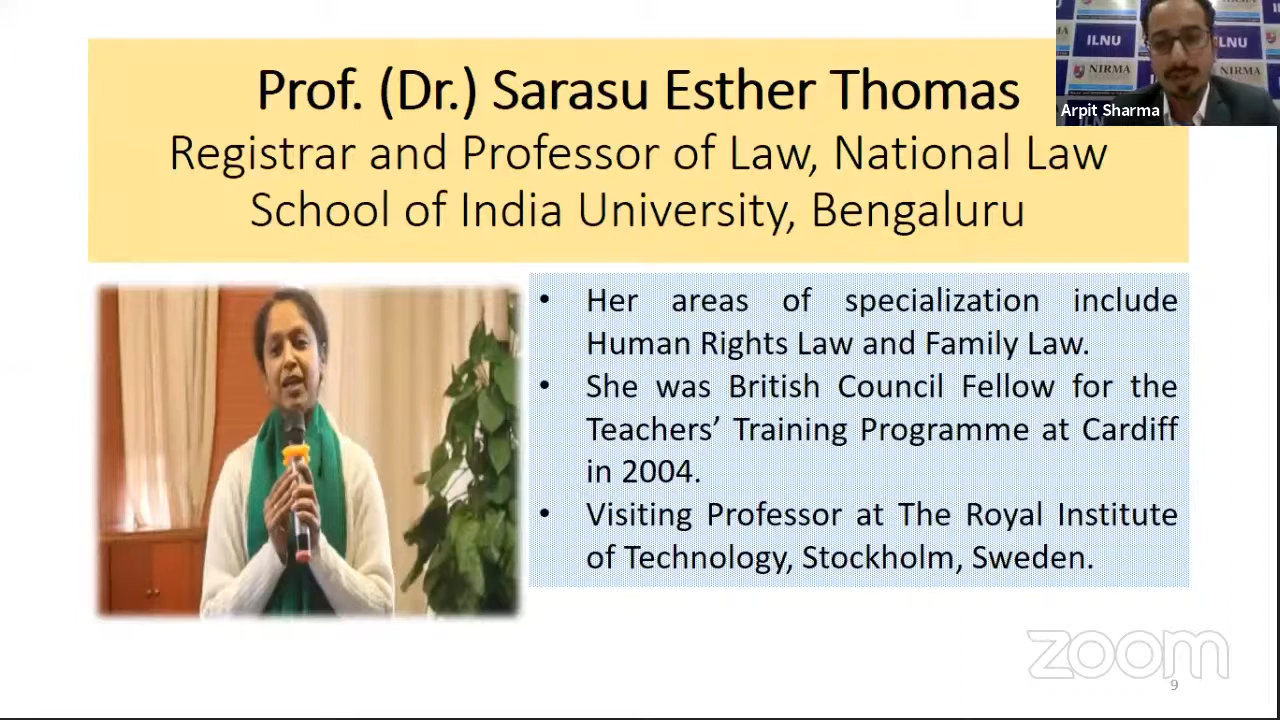 Prof. (Dr.) Sarasu Esther Thomas
Registrar and Professor of Law, National Law
School of India University, Bengaluru
ILNU
NIRMA
LNU
NIRMA
Arpit Sharma
• Her areas of specialization include
Human Rights Law and Family Law.
• She was British Council Fellow for the
Teachers’ Training Programme at Cardiff
in 2004.
• Visiting Professor at The Royal Institute
of Technology, Stockholm, Sweden.
zoom
9